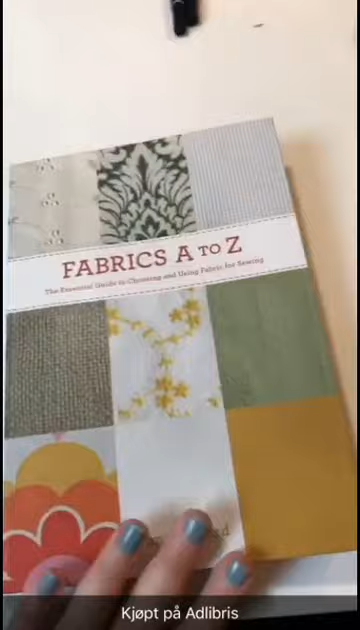 FABRICS A TO Z
The Essential Guide to Choosing and Using Fabric for Sewing
Kjøpt på Adlibris